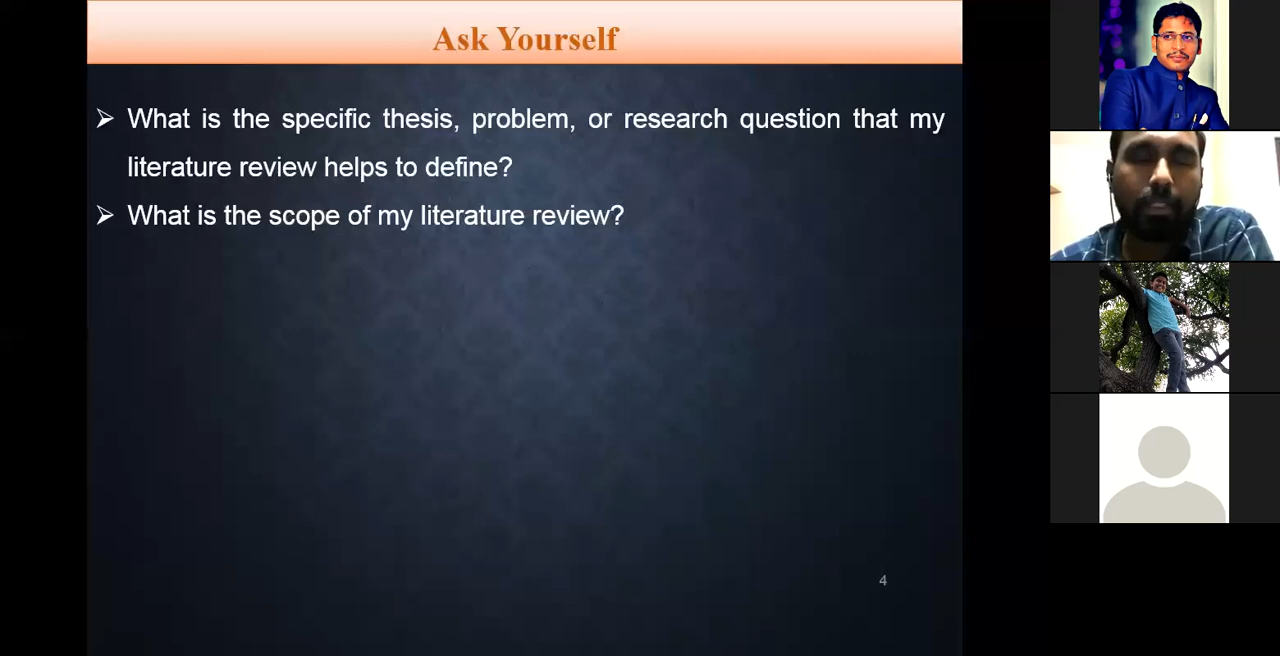 Ask Yourself
➢ What is the specific thesis, problem, or research question that my
literature review helps to define?
➢ What is the scope of my literature review?
4